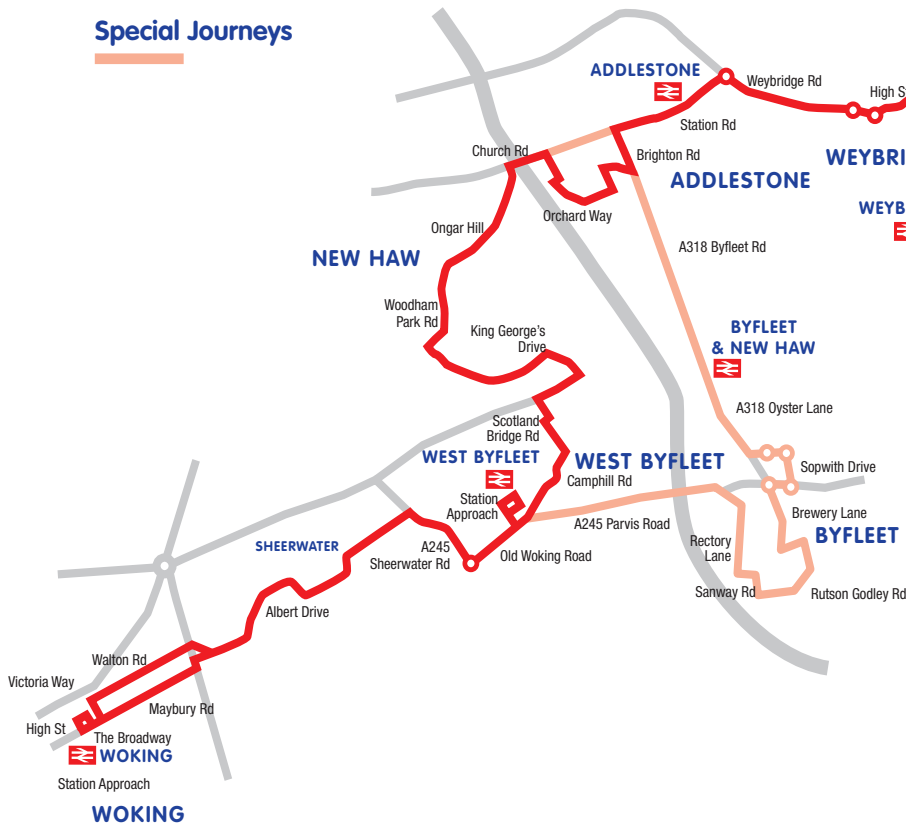 Special Journeys
ADDLESTONE
Weybridge Rd
High S
Station Rd
Church Rd
Brighton Rd
WEYBRI
ADDLESTONE
Orchard Way
WEYB
Ongar Hill
A318 Byfleet Rd
NEW HAW
Woodham
Park Rd
King George's
Drive
BYFLEET
& NEW HAW
A318 Oyster Lane
Scotland
Bridge Rd
WEST BYFLEET
WEST BYFLEET
Sopwith Drive
Camphill Rd
Station
Approach
Brewery Lane
A245 Parvis Road
BYFLEET
Rectory
Lane
SHEERWATER
A245
Sheerwater Rd
Old Woking Road
Sanway Rd
Rutson Godley Rd
Albert Drive
Walton Rd
Victoria Way
Maybury Rd
High St
The Broadway
WOKING
Station Approach
WOKING